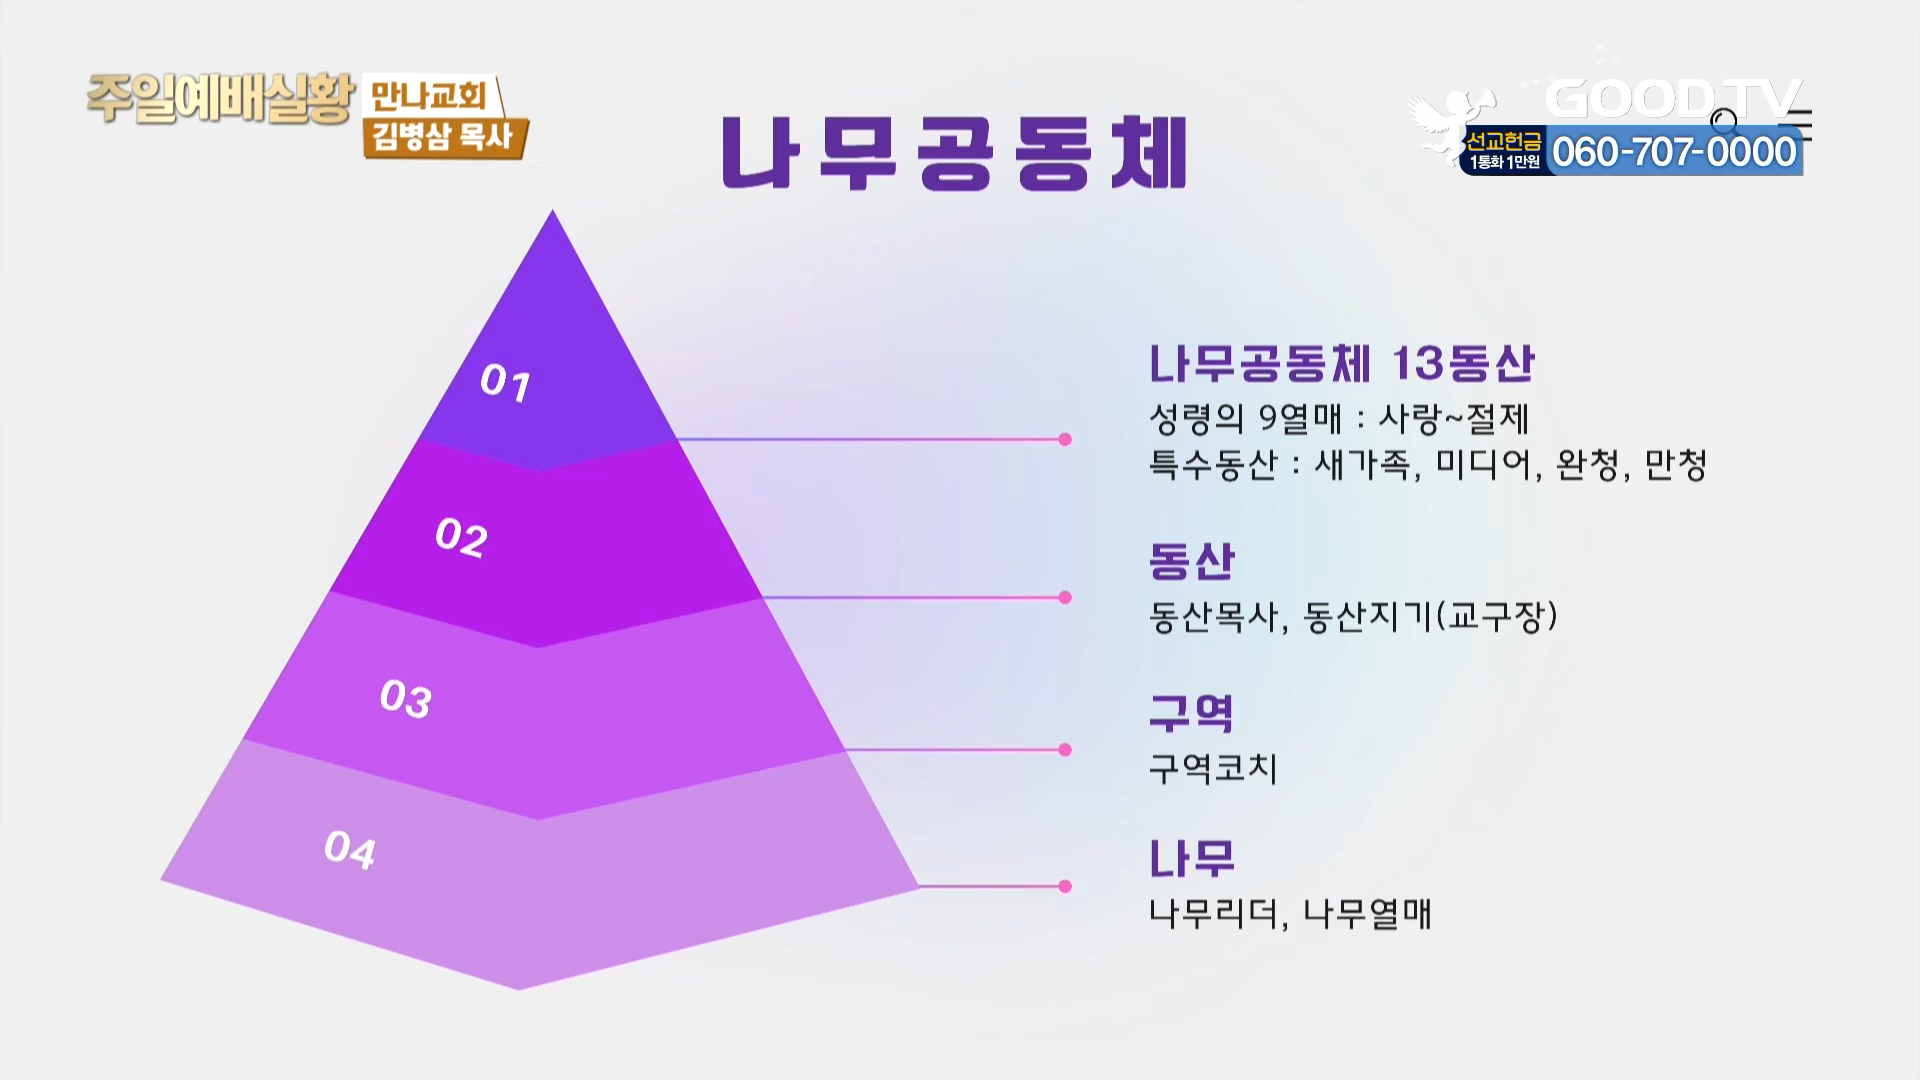 주일예배실황
만나교회
김병삼 목사
GOODTV
선교헌금
1통화 1만원
060-707-0000
나무공동체
01
나무공동체 13동산
성령의 9열매 : 사랑~절제
특수동산 : 새가족, 미디어, 완청, 만청
02
동산
동산목사, 동산지기(교구장)
03
구역
구역코치
04
나무
나무리더, 나무열매